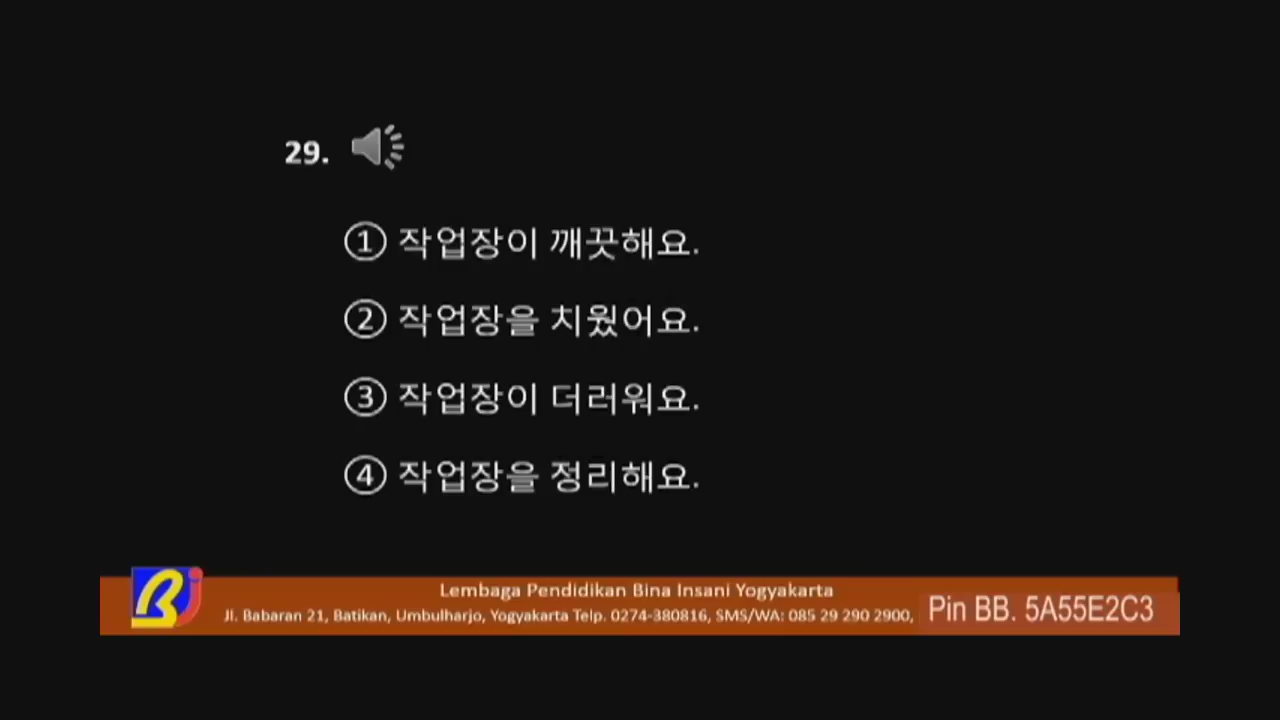 29.
① 작업장이 깨끗해요.
② 작업장을 치웠어요.
③ 작업장이 더러워요.
④ 작업장을 정리해요.
Lembaga Pendidikan Bina Insani Yogyakarta
Jl. Babaran 21, Batikan, Umbulharjo, Yogyakarta Telp. 0274-380816, SMS/WA: 085 29 290 2900, Pin BB. 5A55E2C3